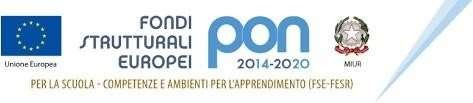 FONDI
STRUTTURALI
EUROPEI
pon
2014-2020
Unione Europea
MIUR
PER LA SCUOLA - COMPETENZE E AMBIENTI PER L'APPRENDIMENTO (FSE-FESR)